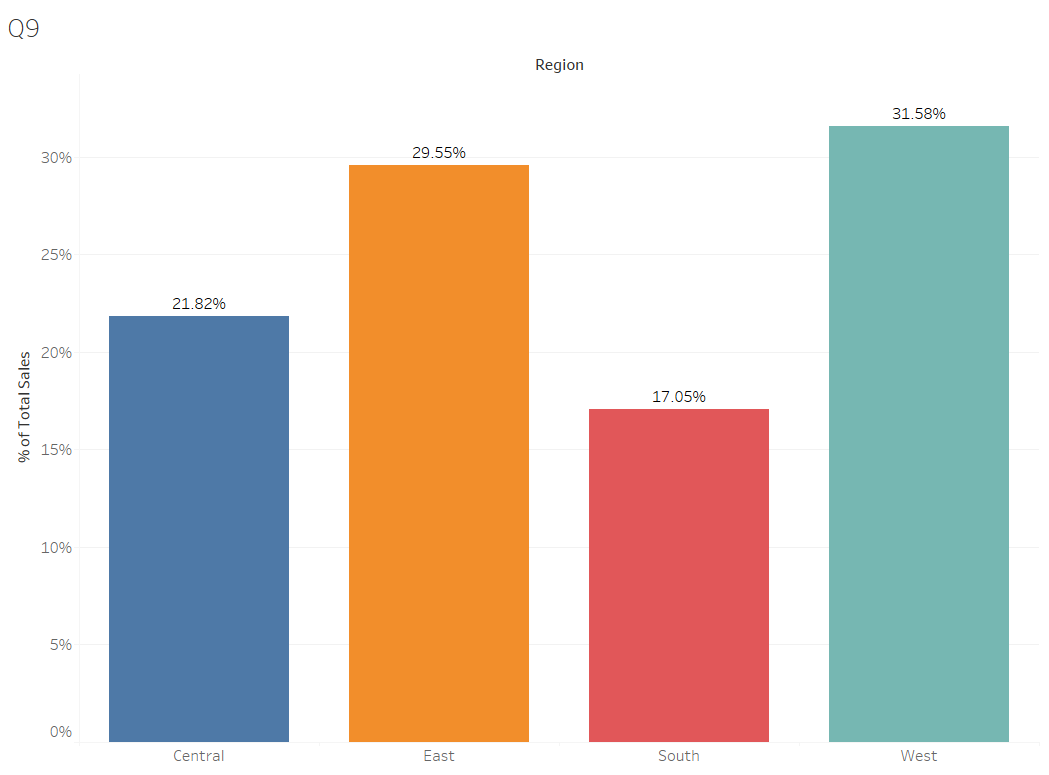 Q9
Region
31.58%
29.55%
21.82%
17.05%
% of Total Sales
30%
25%
20%
15%
10%
5%
0%
Central
East
South
West